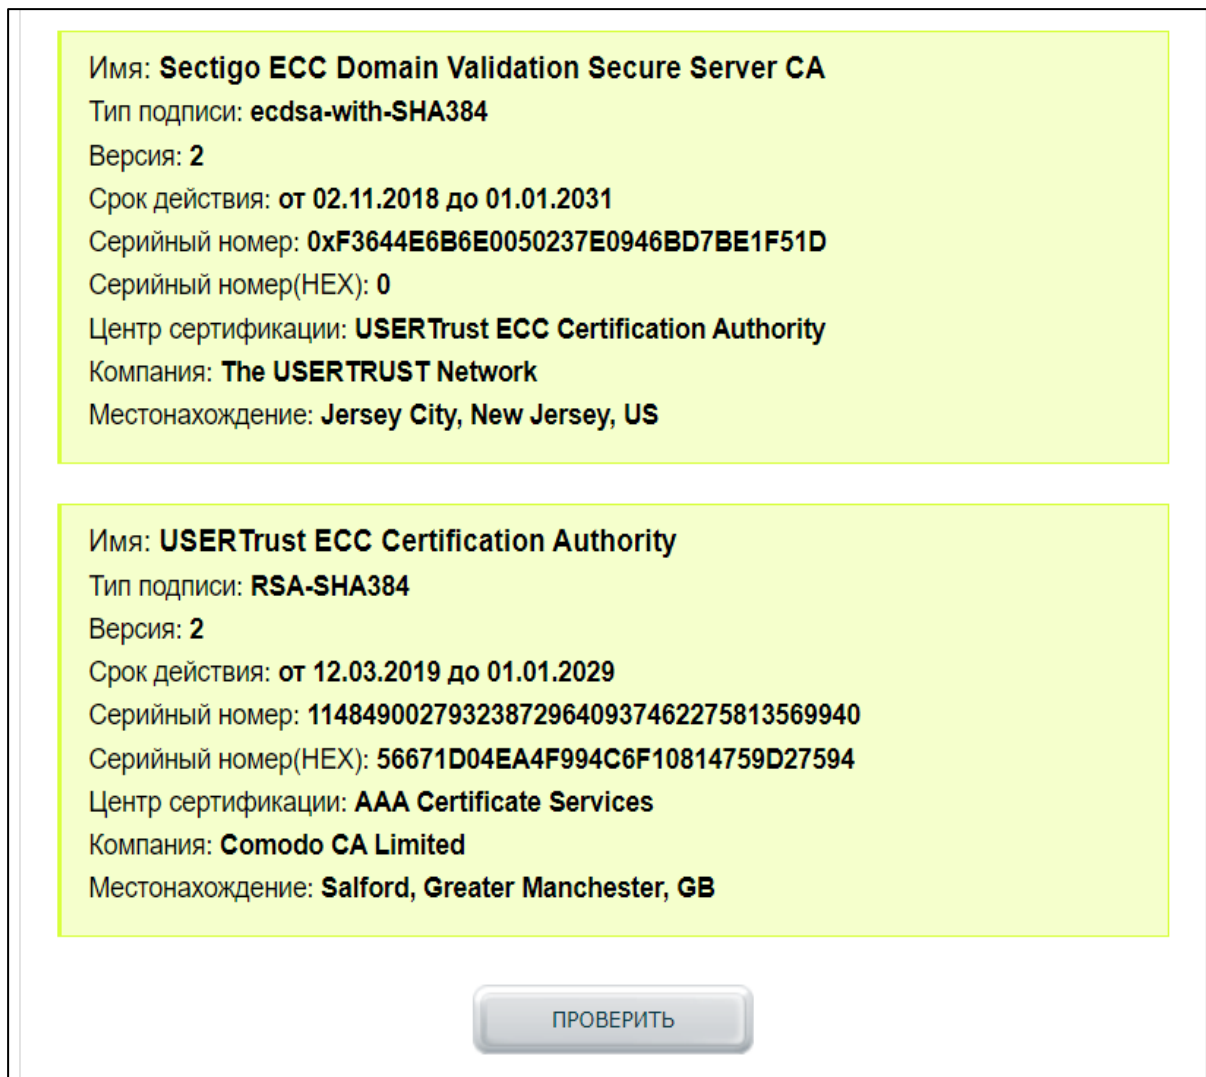 Имя: Sectigo ECC Domain Validation Secure Server CA
Тип подписи: ecdsa-with-SHA384
Версия: 2
Срок действия: от 02.11.2018 до 01.01.2031
Серийный номер: 0xF3644E6B6E0050237E0946BD7BE1F51D
Серийный номер(HEX): 0
Центр сертификации: USERTrust ECC Certification Authority
Компания: The USERTRUST Network
Местонахождение: Jersey City, New Jersey, US
Имя: USERTrust ECC Certification Authority
Тип подписи: RSA-SHA384
Версия: 2
Срок действия: от 12.03.2019 до 01.01.2029
Серийный номер: 114849002793238729640937462275813569940
Серийный номер(HEX): 56671D04EA4F994C6F10814759D27594
Центр сертификации: AAA Certificate Services
Компания: Comodo CA Limited
Местонахождение: Salford, Greater Manchester, GB
ПРОВЕРИТЬ